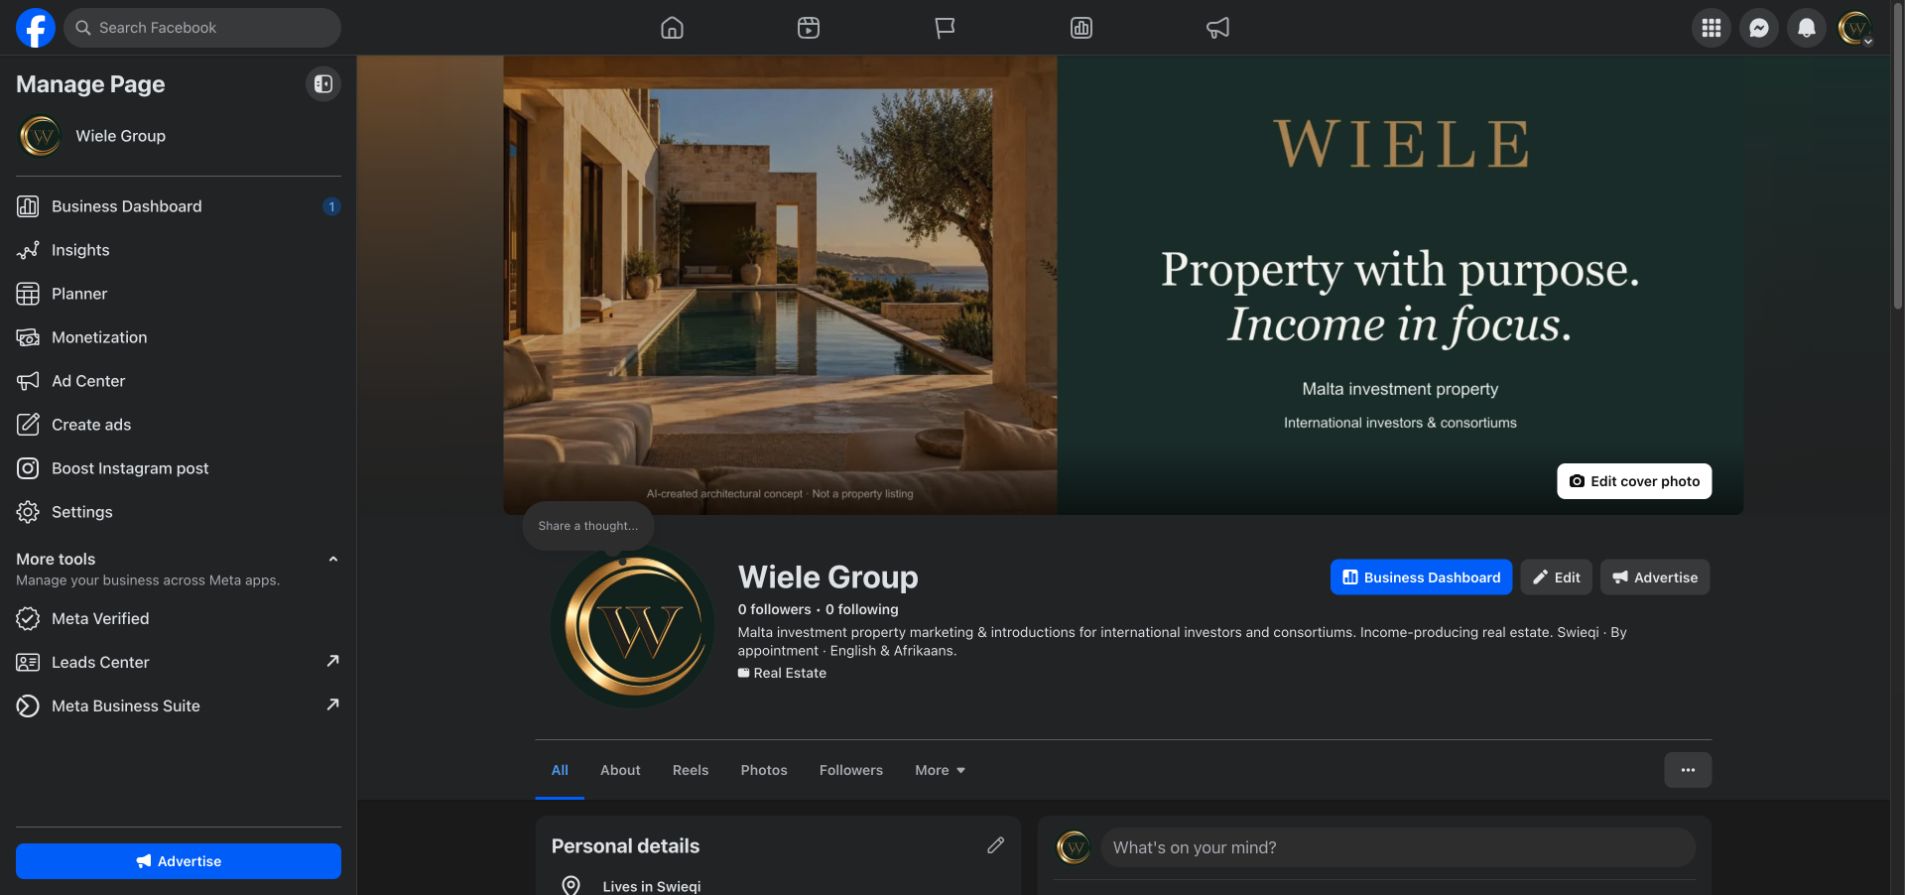 Search Facebook
Manage Page
Wiele Group
Business Dashboard
1
Insights
Planner
Monetization
Ad Center
Create ads
Boost Instagram post
Settings
More tools
Manage your business across Meta apps.
Meta Verified
Leads Center
Meta Business Suite
Advertise
WIELE
Property with purpose.
Income in focus.
Malta investment property
International investors & consortiums
AI-created architectural concept · Not a property listing
Edit cover photo
Share a thought...
W
Wiele Group
0 followers • 0 following
Malta investment property marketing & introductions for international investors and consortiums. Income-producing real estate. Swieqi · By
appointment · English & Afrikaans.
Real Estate
Business Dashboard
Edit
Advertise
All
About
Reels
Photos
Followers
More
Personal details
Lives in Swieqi
What's on your mind?